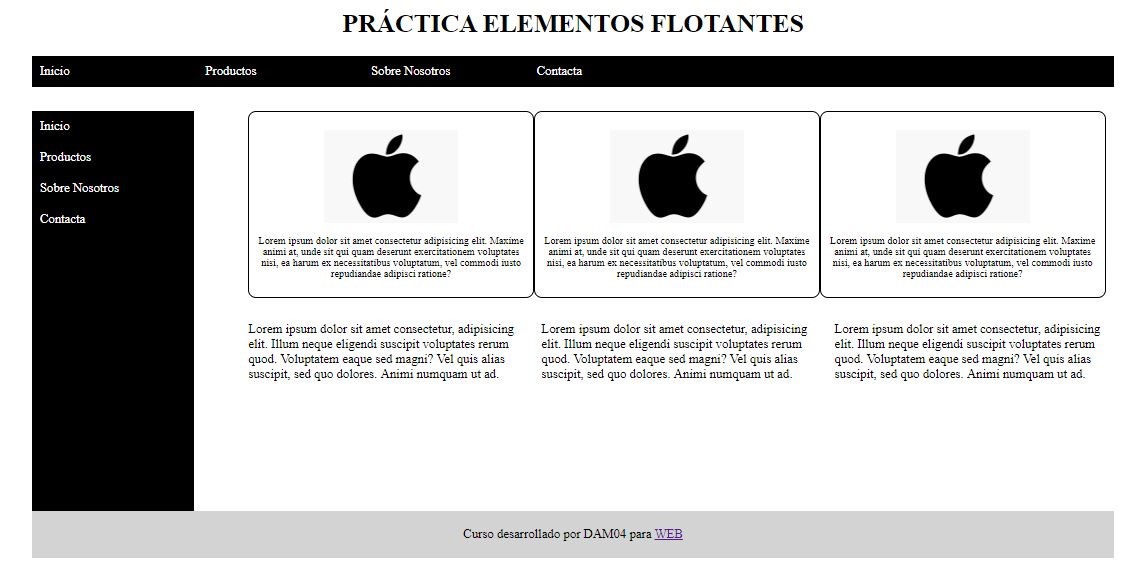 PRÁCTICA ELEMENTOS FLOTANTES
Inicio Productos Sobre Nosotros Contacta
Inicio
Productos
Sobre Nosotros
Contacta
Lorem ipsum dolor sit amet consectetur adipisicing elit. Maxime
animi at, unde sit qui quam deserunt exercitationem voluptates
nisi, ea harum ex necessitatibus voluptatum, vel commodi iusto
repudiandae adipisci ratione?
Lorem ipsum dolor sit amet consectetur adipisicing elit. Maxime
animi at, unde sit qui quam deserunt exercitationem voluptates
nisi, ea harum ex necessitatibus voluptatum, vel commodi iusto
repudiandae adipisci ratione?
Lorem ipsum dolor sit amet consectetur adipisicing elit. Maxime
animi at, unde sit qui quam deserunt exercitationem voluptates
nisi, ea harum ex necessitatibus voluptatum, vel commodi iusto
repudiandae adipisci ratione?
Lorem ipsum dolor sit amet consectetur, adipisicing
elit. Illum neque eligendi suscipit voluptates rerum
quod. Voluptatem eaque sed magni? Vel quis alias
suscipit, sed quo dolores. Animi numquam ut ad.
Lorem ipsum dolor sit amet consectetur, adipisicing
elit. Illum neque eligendi suscipit voluptates rerum
quod. Voluptatem eaque sed magni? Vel quis alias
suscipit, sed quo dolores. Animi numquam ut ad.
Lorem ipsum dolor sit amet consectetur, adipisicing
elit. Illum neque eligendi suscipit voluptates rerum
quod. Voluptatem eaque sed magni? Vel quis alias
suscipit, sed quo dolores. Animi numquam ut ad.
Curso desarrollado por DAM04 para WEB